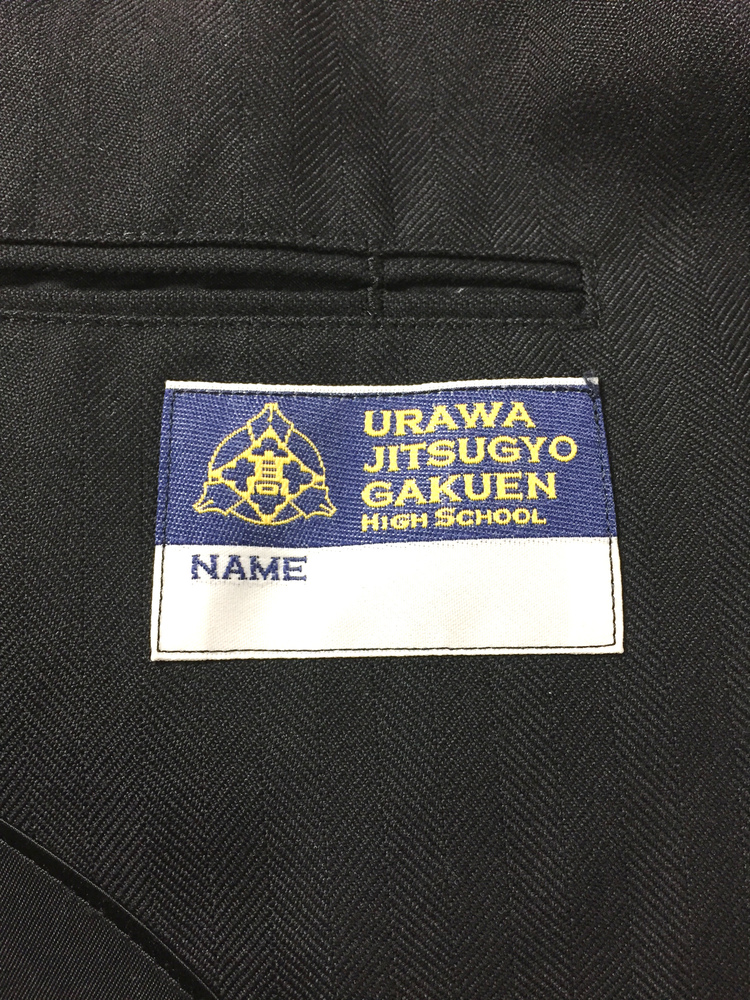 高
URAWA
JITSUGYO
GAKUEN
HIGH SCHOOL
NAME